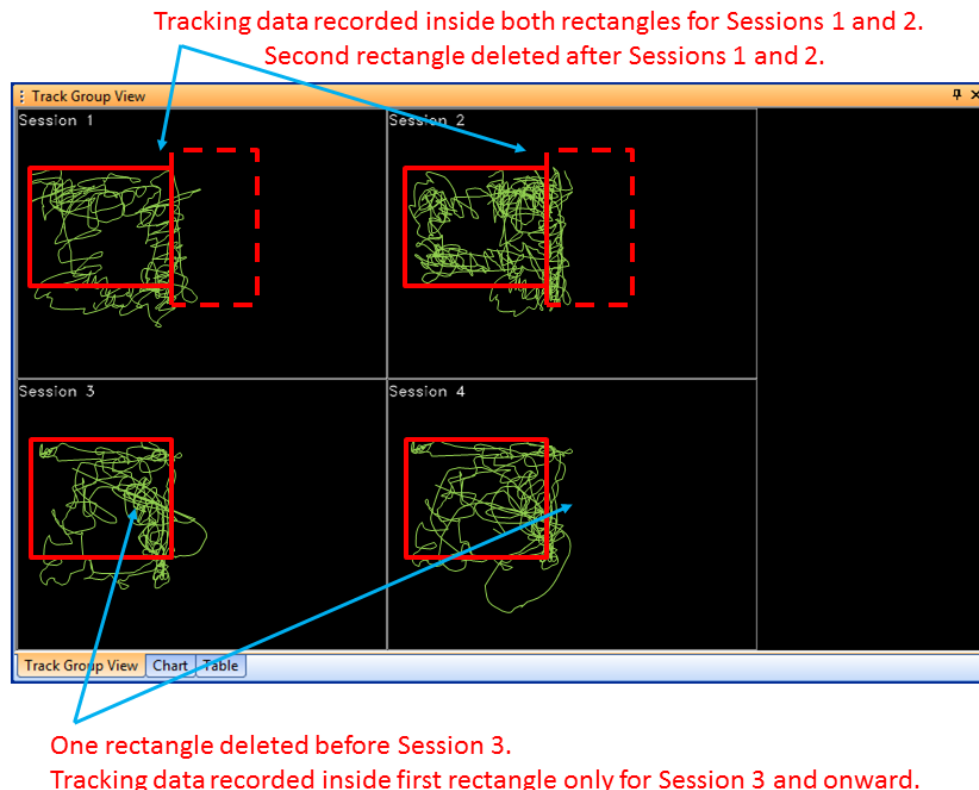 Tracking data recorded inside both rectangles for Sessions 1 and 2.
Second rectangle deleted after Sessions 1 and 2.
Track Group View
Session 1
Session 2
Session 3
Session 4
Track Group View
Chart
Table
One rectangle deleted before Session 3.
Tracking data recorded inside first rectangle only for Session 3 and onward.